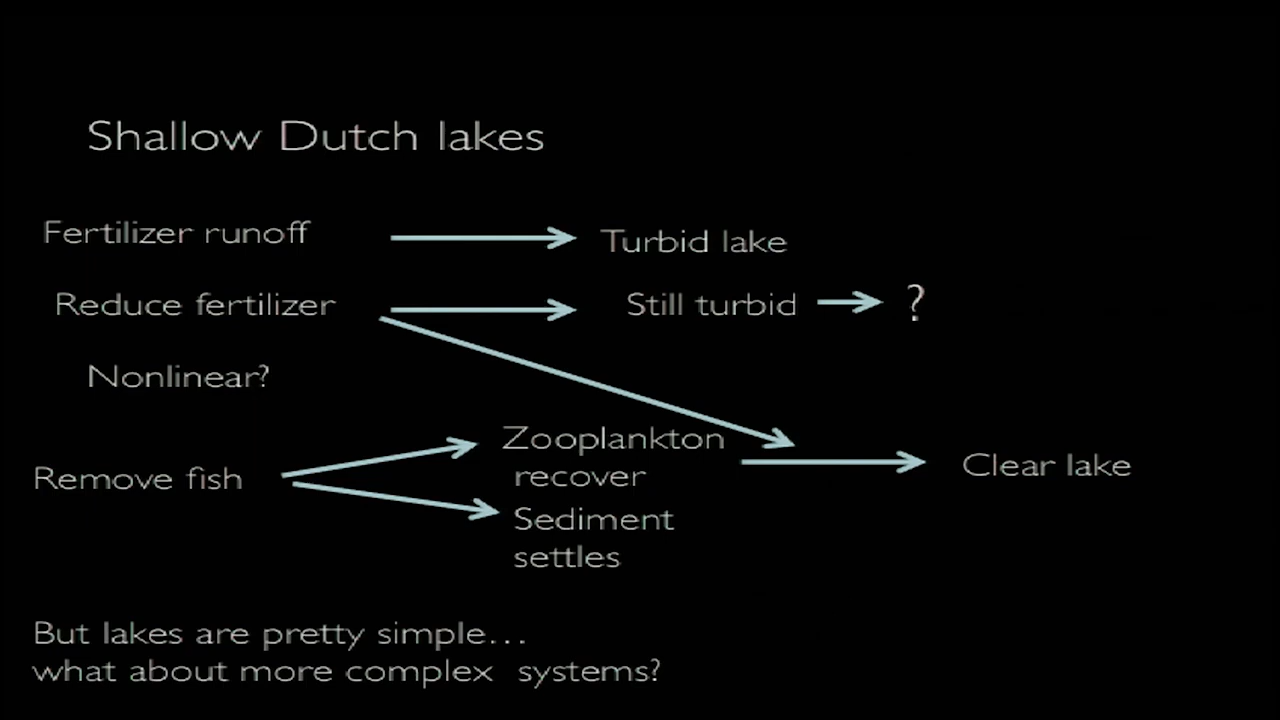 Shallow Dutch lakes
Fertilizer runoff
Turbid lake
Reduce fertilizer
Still turbid
?
Nonlinear?
Remove fish
Zooplankton
recover
Sediment
settles
Clear lake
But lakes are pretty simple...
what about more complex systems?